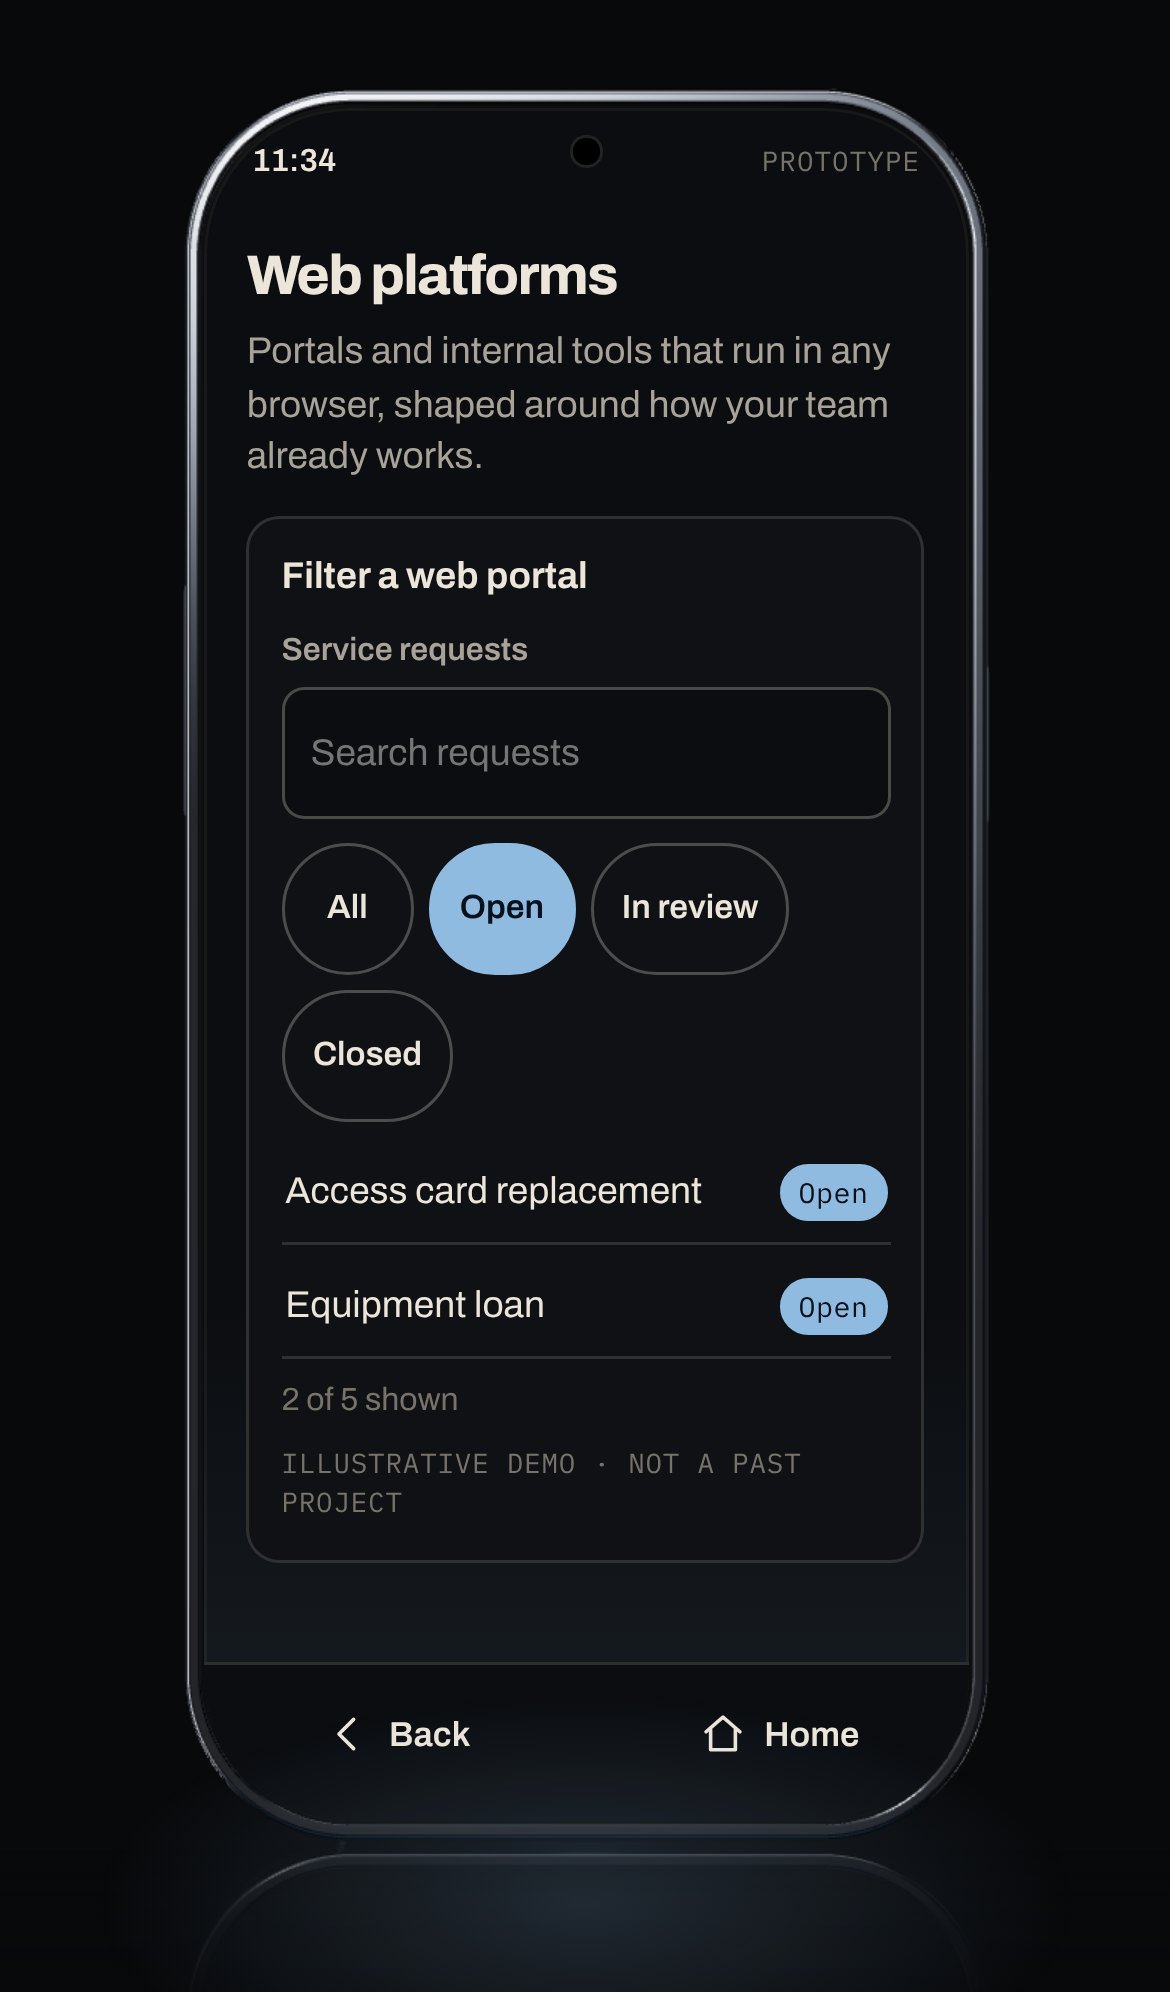 11:34 PROTOTYPE
Web platforms
Portals and internal tools that run in any
browser, shaped around how your team
already works.
Filter a web portal
Service requests
Search requests
All Open In review
Closed
Access card replacement Open
Equipment loan Open
2 of 5 shown
ILLUSTRATIVE DEMO · NOT A PAST
PROJECT
Back Home